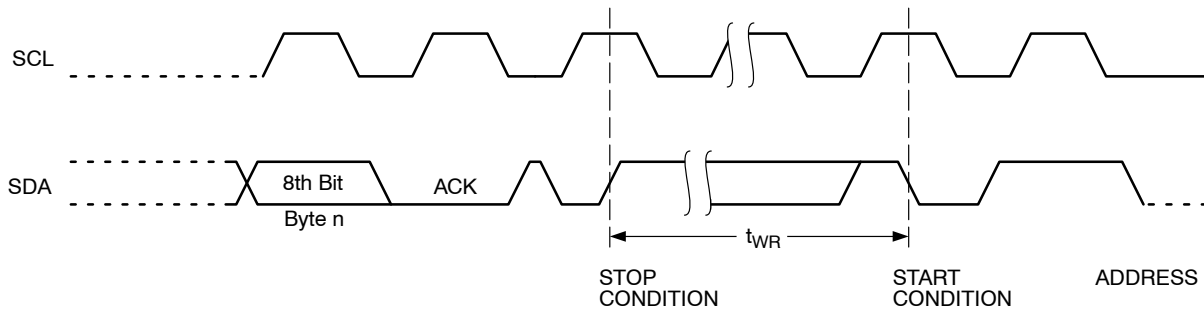 SCL
SDA
8th Bit
Byte n
ACK
tWR
STOP
CONDITION
START
CONDITION
ADDRESS